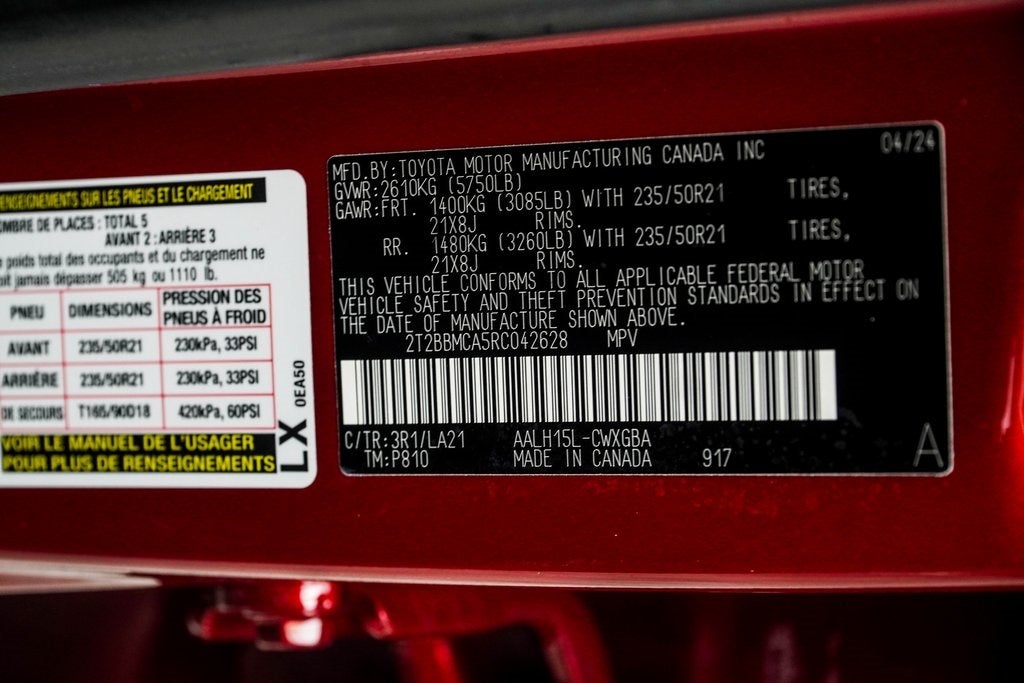 RENSEIGNEMENTS SUR LES PNEUS ET LE CHARGEMENT
NOMBRE DE PLACES : TOTAL 5
AVANT 2 : ARRIÈRE 3
poids total des occupants et du chargement ne
doit jamais dépasser 505 kg ou 1110 lb.
PNEU DIMENSIONS PRESSION DES PNEUS À FROID
AVANT 235/50R21 230kPa, 33PSI
ARRIÈRE 235/50R21 230kPa, 33PSI
DE SECOURS T165/90D18 420kPa, 60PSI
VOIR LE MANUEL DE L'USAGER
POUR PLUS DE RENSEIGNEMENTS
LX 0EA50
04/24
MFD.BY:TOYOTA MOTOR MANUFACTURING CANADA INC
GVWR:2610KG (5750LB)
GAWR:FRT. 1400KG (3085LB) WITH 235/50R21 TIRES,
21X8J RIMS.
RR. 1480KG (3260LB) WITH 235/50R21 TIRES,
21X8J RIMS.
THIS VEHICLE CONFORMS TO ALL APPLICABLE FEDERAL MOTOR
VEHICLE SAFETY AND THEFT PREVENTION STANDARDS IN EFFECT ON
THE DATE OF MANUFACTURE SHOWN ABOVE.
2T2BBMCA5RC042628 MPV
C/TR:3R1/LA21 AALH15L-CWXGBA
TM:P810 MADE IN CANADA 917
A